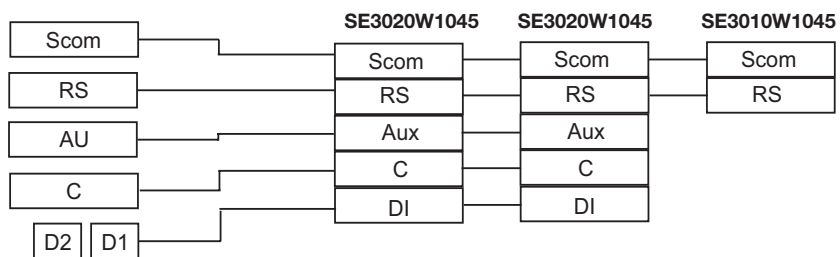 SE3020W1045 SE3020W1045 SE3010W1045
Scom Scom Scom Scom
RS RS RS RS
AU Aux Aux
C C C
D2 D1 DI DI